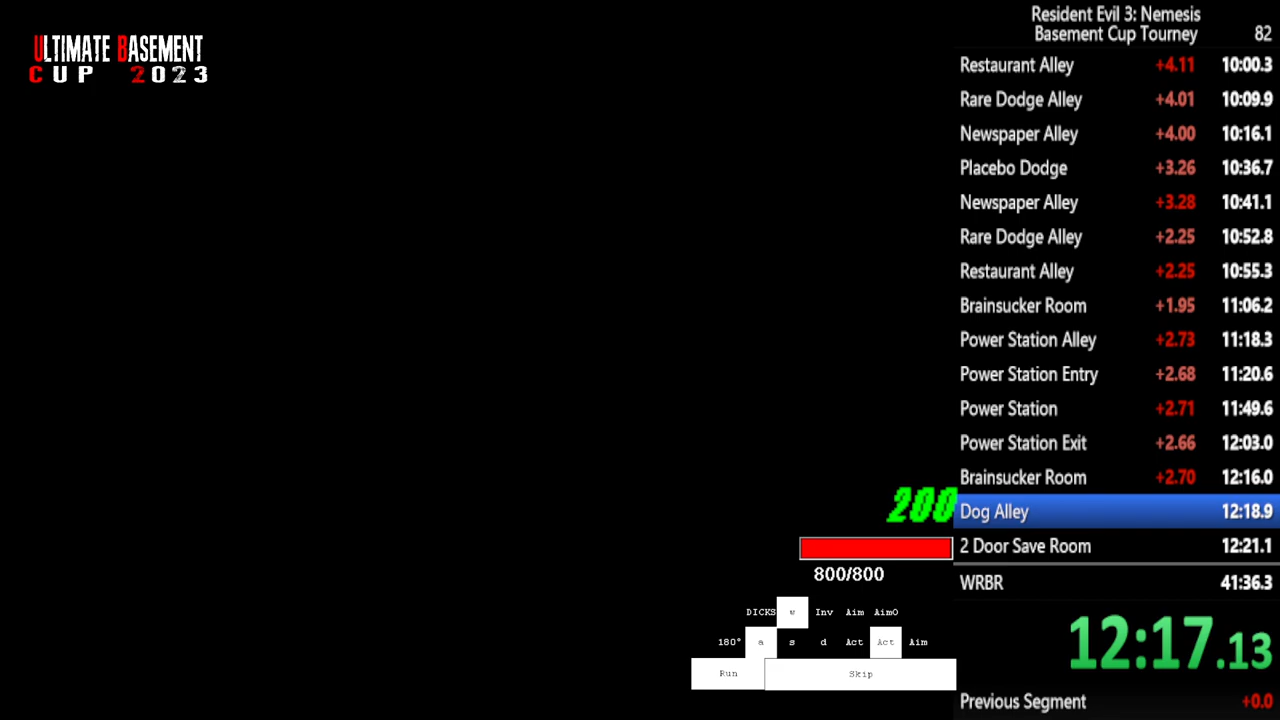 ULTIMATE BASEMENT
CUP 2023
Resident Evil 3: Nemesis
Basement Cup Tourney 82
Restaurant Alley +4.11 10:00.3
Rare Dodge Alley +4.01 10:09.9
Newspaper Alley +4.00 10:16.1
Placebo Dodge +3.26 10:36.7
Newspaper Alley +3.28 10:41.1
Rare Dodge Alley +2.25 10:52.8
Restaurant Alley +2.25 10:55.3
Brainsucker Room +1.95 11:06.2
Power Station Alley +2.73 11:18.3
Power Station Entry +2.68 11:20.6
Power Station +2.71 11:49.6
Power Station Exit +2.66 12:03.0
Brainsucker Room +2.70 12:16.0
200
Dog Alley 12:18.9
2 Door Save Room 12:21.1
800/800
WRBR 41:36.3
DICKS w Inv Aim AimO
180° a s d Act Act Aim
Run Skip
12:17.13
Previous Segment +0.0